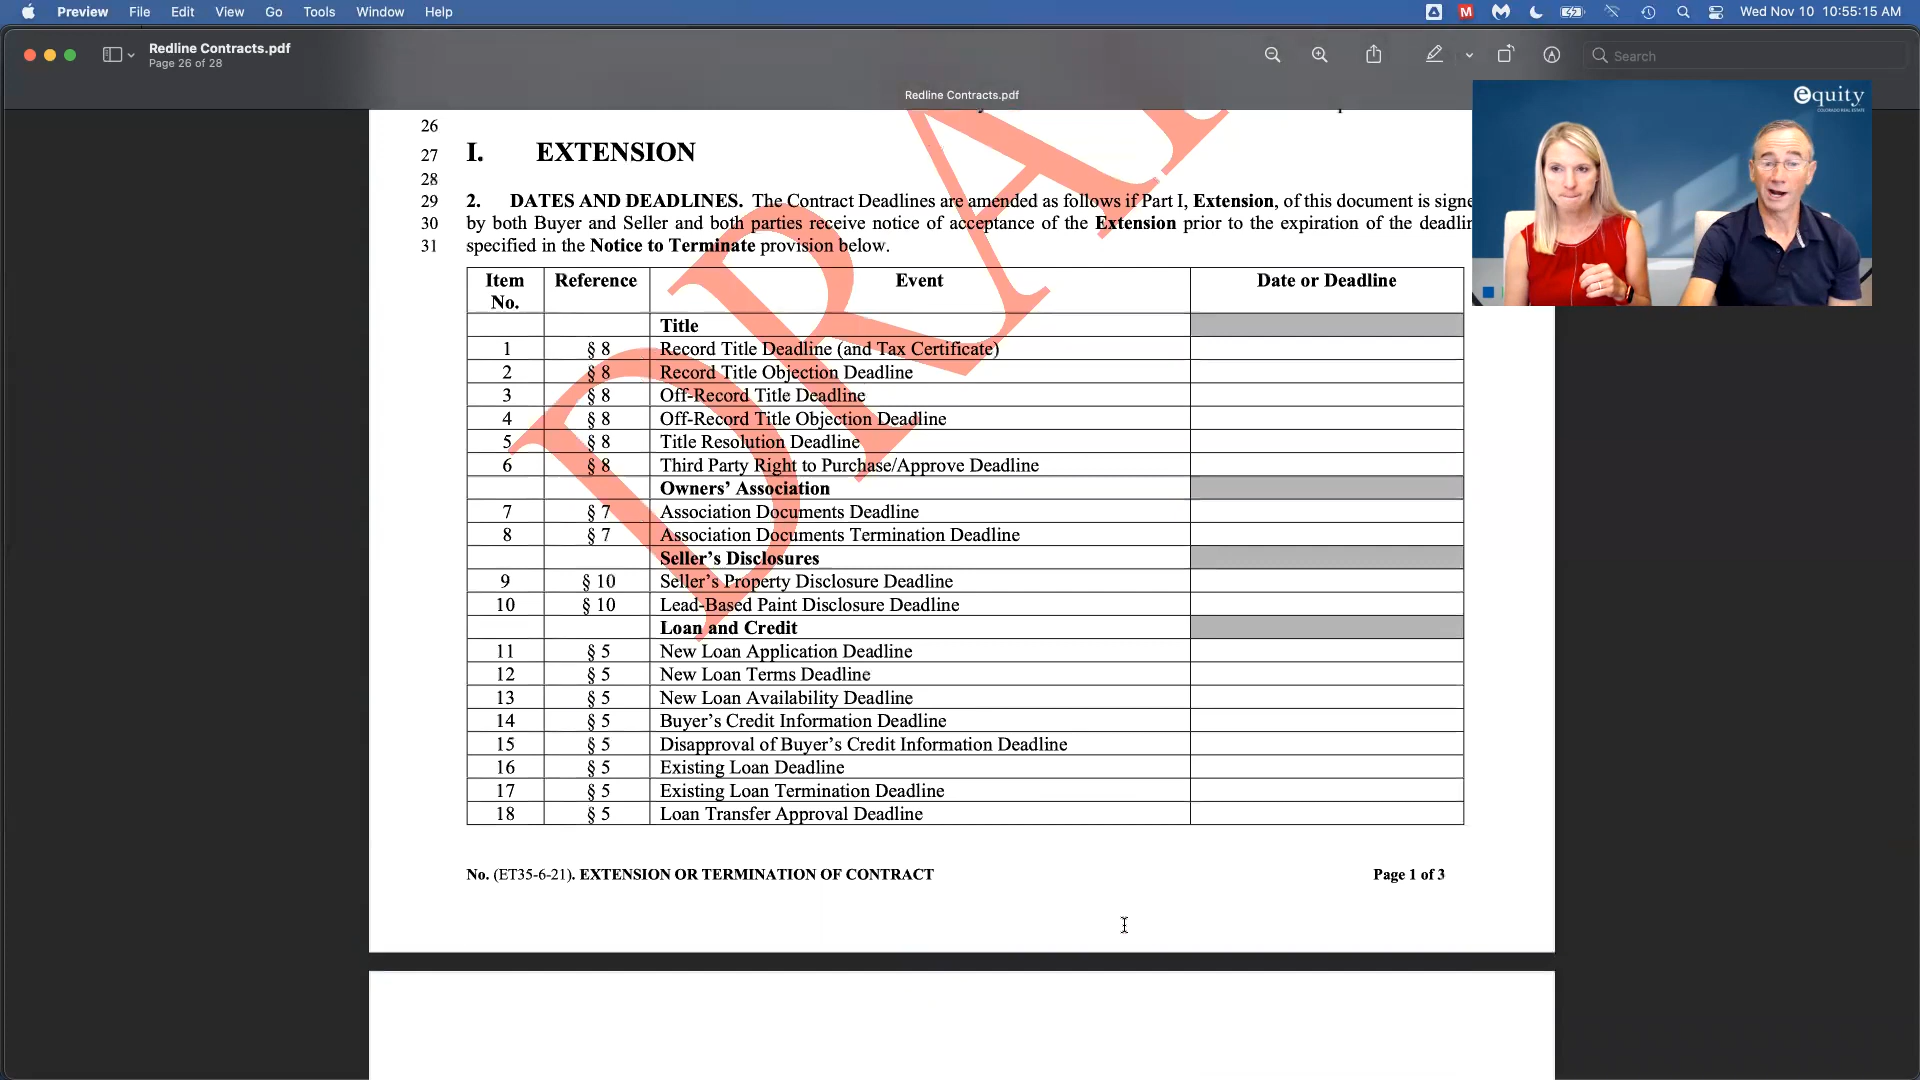 Preview File Edit View Go Tools Window Help
Wed Nov 10 10:55:15 AM
Redline Contracts.pdf
Page 26 of 28
Search
Redline Contracts.pdf
equity
DRA
26
27 I. EXTENSION
28
29 2. DATES AND DEADLINES. The Contract Deadlines are amended as follows if Part I, Extension, of this document is signe
30 by both Buyer and Seller and both parties receive notice of acceptance of the Extension prior to the expiration of the deadlin
31 specified in the Notice to Terminate provision below.
Item No. Reference Event Date or Deadline
Title
1 § 8 Record Title Deadline (and Tax Certificate)
2 § 8 Record Title Objection Deadline
3 § 8 Off-Record Title Deadline
4 § 8 Off-Record Title Objection Deadline
5 § 8 Title Resolution Deadline
6 § 8 Third Party Right to Purchase/Approve Deadline
Owners' Association
7 § 7 Association Documents Deadline
8 § 7 Association Documents Termination Deadline
Seller's Disclosures
9 § 10 Seller's Property Disclosure Deadline
10 § 10 Lead-Based Paint Disclosure Deadline
Loan and Credit
11 § 5 New Loan Application Deadline
12 § 5 New Loan Terms Deadline
13 § 5 New Loan Availability Deadline
14 § 5 Buyer's Credit Information Deadline
15 § 5 Disapproval of Buyer's Credit Information Deadline
16 § 5 Existing Loan Deadline
17 § 5 Existing Loan Termination Deadline
18 § 5 Loan Transfer Approval Deadline
No. (ET35-6-21). EXTENSION OR TERMINATION OF CONTRACT Page 1 of 3